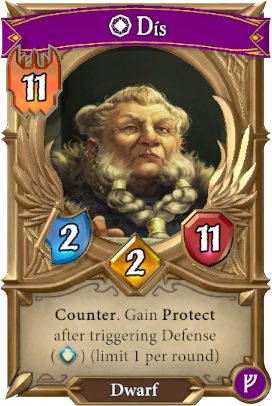 Dís
11
2
2
11
Counter. Gain Protect
after triggering Defense
( ) (limit 1 per round)
Dwarf
ᚠ